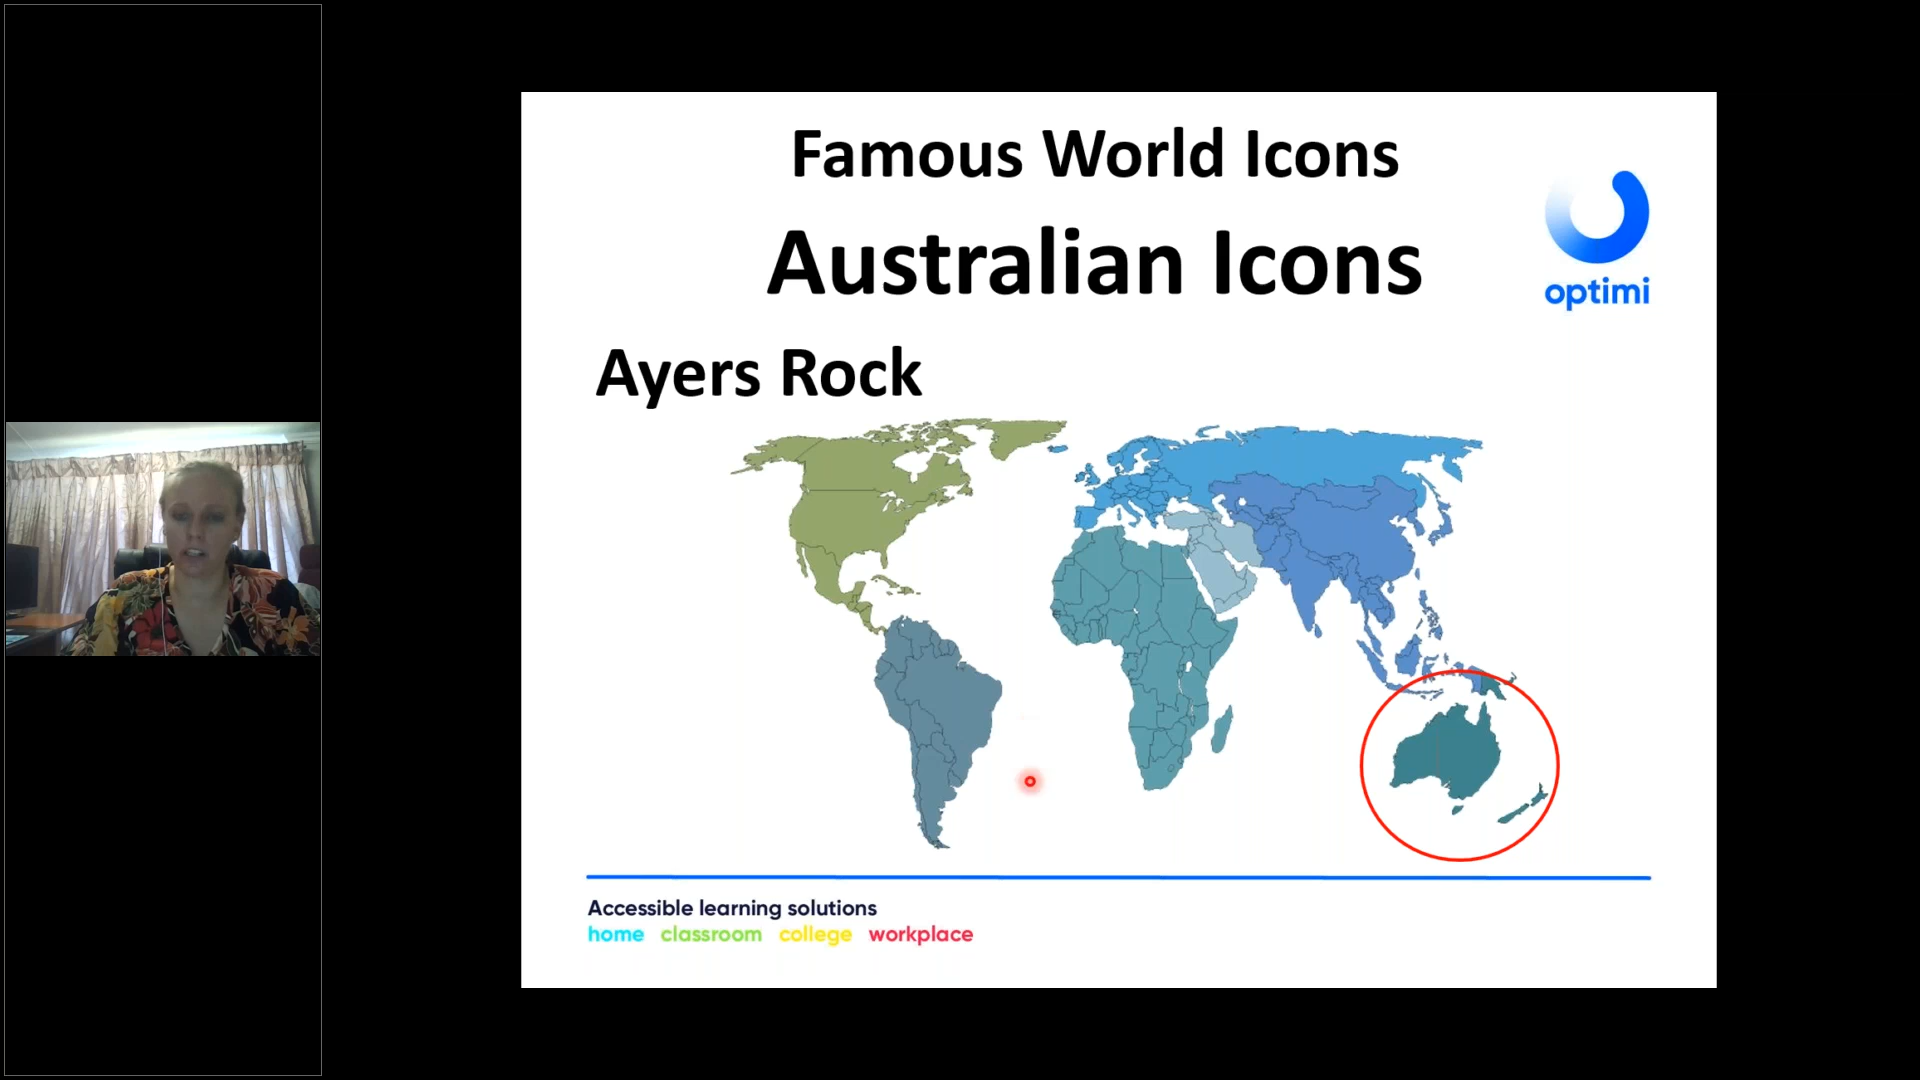 Famous World Icons
Australian Icons
optimi
Ayers Rock
Accessible learning solutions
home classroom college workplace